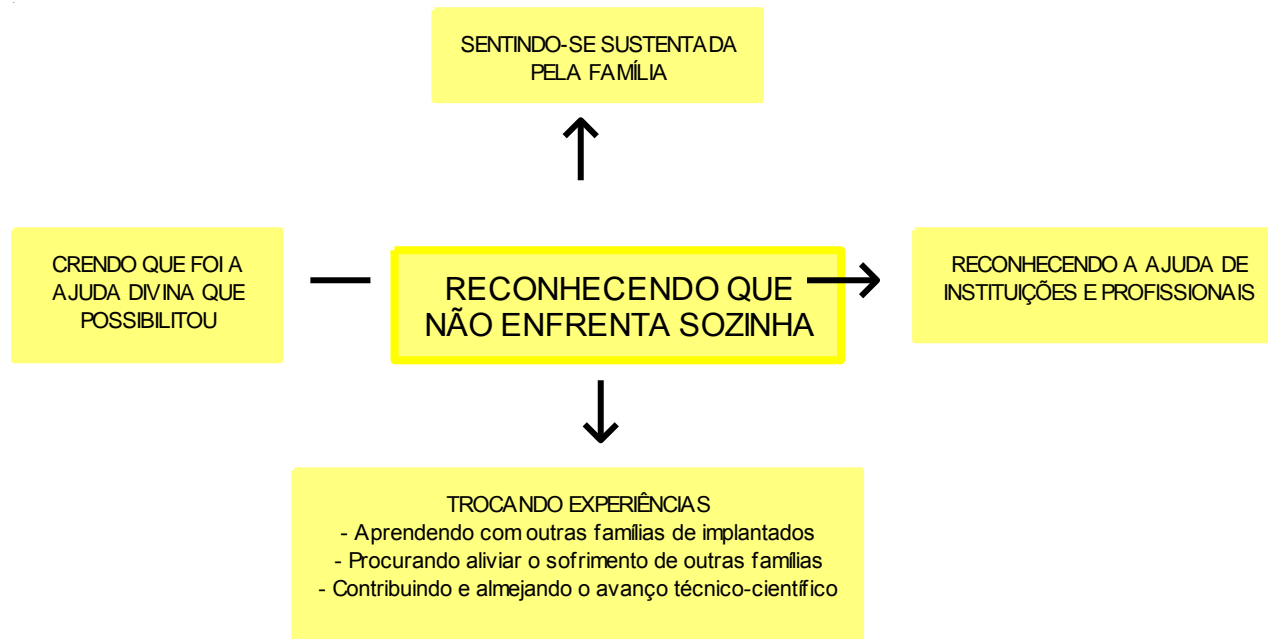 SENTINDO-SE SUSTENTADA
PELA FAMÍLIA
CRENDO QUE FOI A
AJUDA DIVINA QUE
POSSIBILITOU
RECONHECENDO QUE
NÃO ENFRENTA SOZINHA
RECONHECENDO A AJUDA DE
INSTITUIÇÕES E PROFISSIONAIS
TROCANDO EXPERIÊNCIAS
- Aprendendo com outras famílias de implantados
- Procurando aliviar o sofrimento de outras famílias
- Contribuindo e almejando o avanço técnico-científico